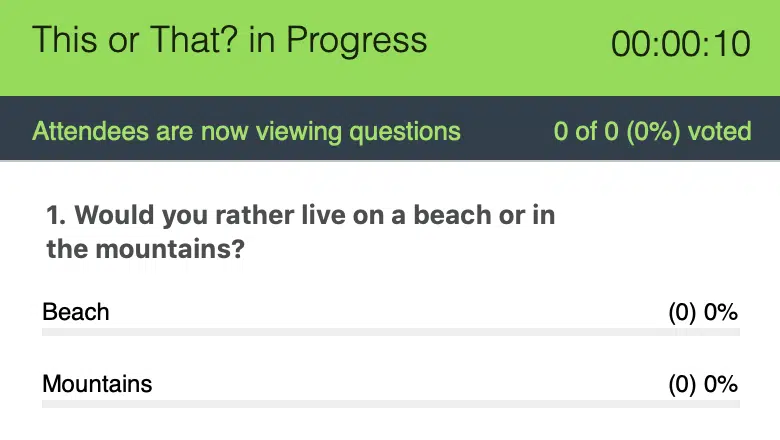 This or That? in Progress 00:00:10
Attendees are now viewing questions 0 of 0 (0%) voted
1. Would you rather live on a beach or in
the mountains?
Beach (0) 0%
Mountains (0) 0%